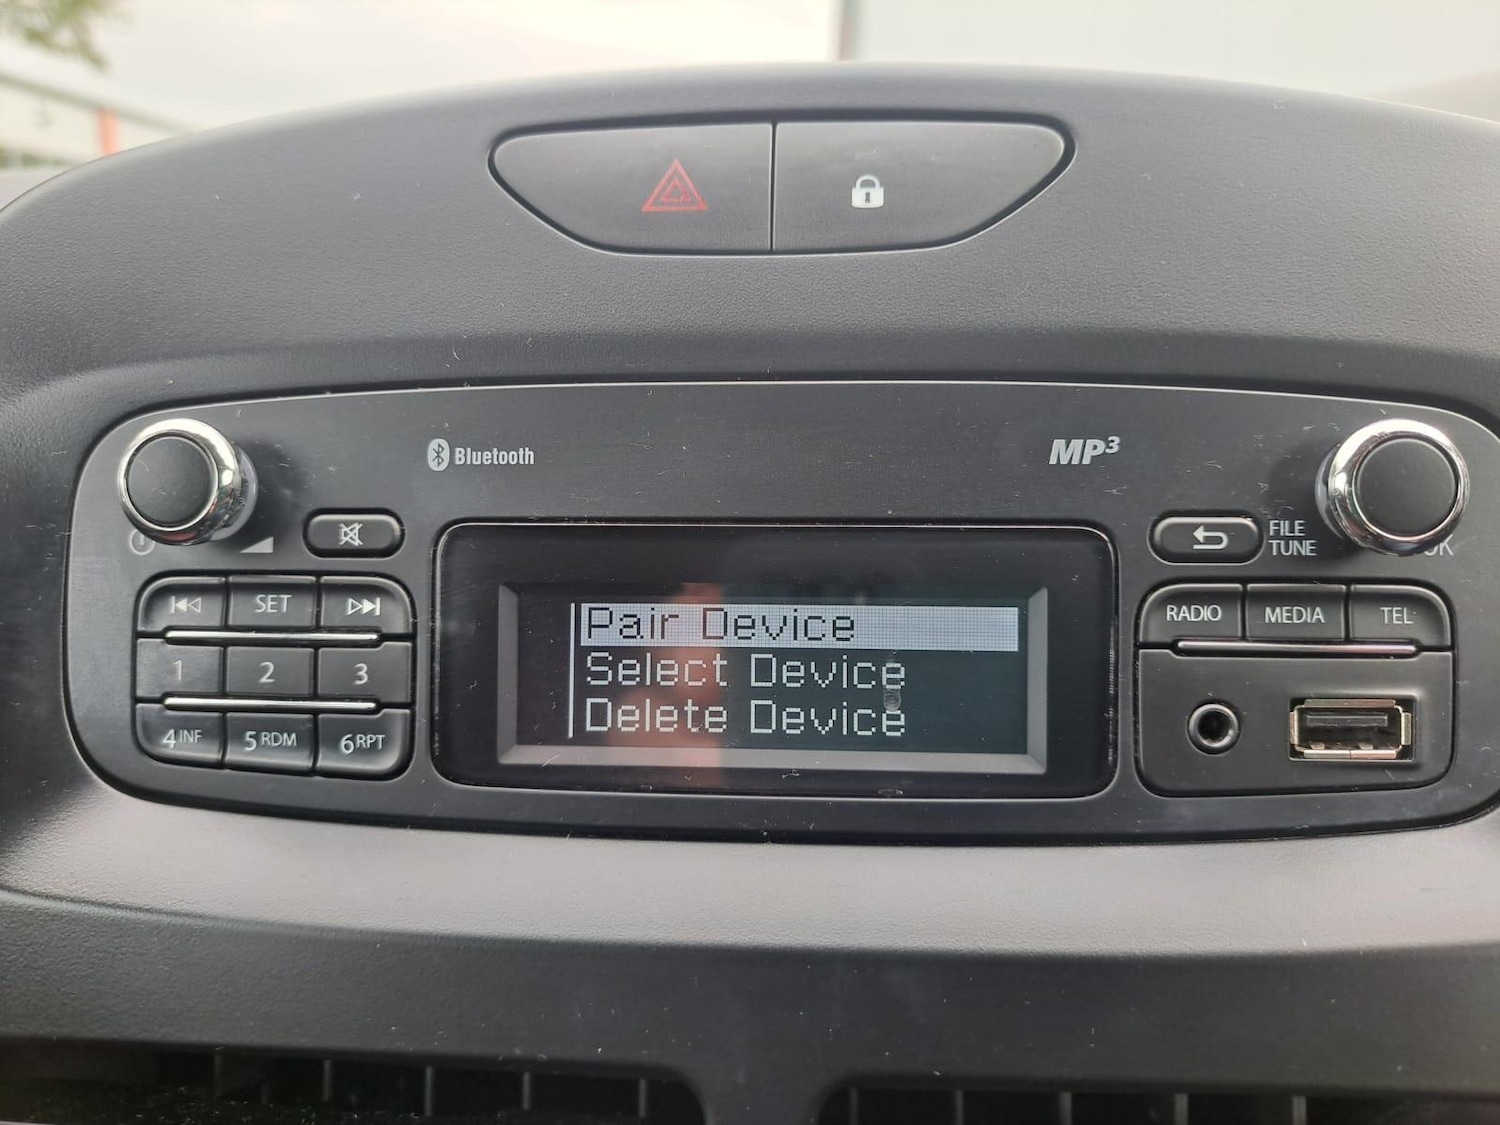 Bluetooth
MP3
FILE
TUNE
OK
SET
RADIO
MEDIA
TEL
1
2
3
4 INF
5 RDM
6 RPT
Pair Device
Select Device
Delete Device